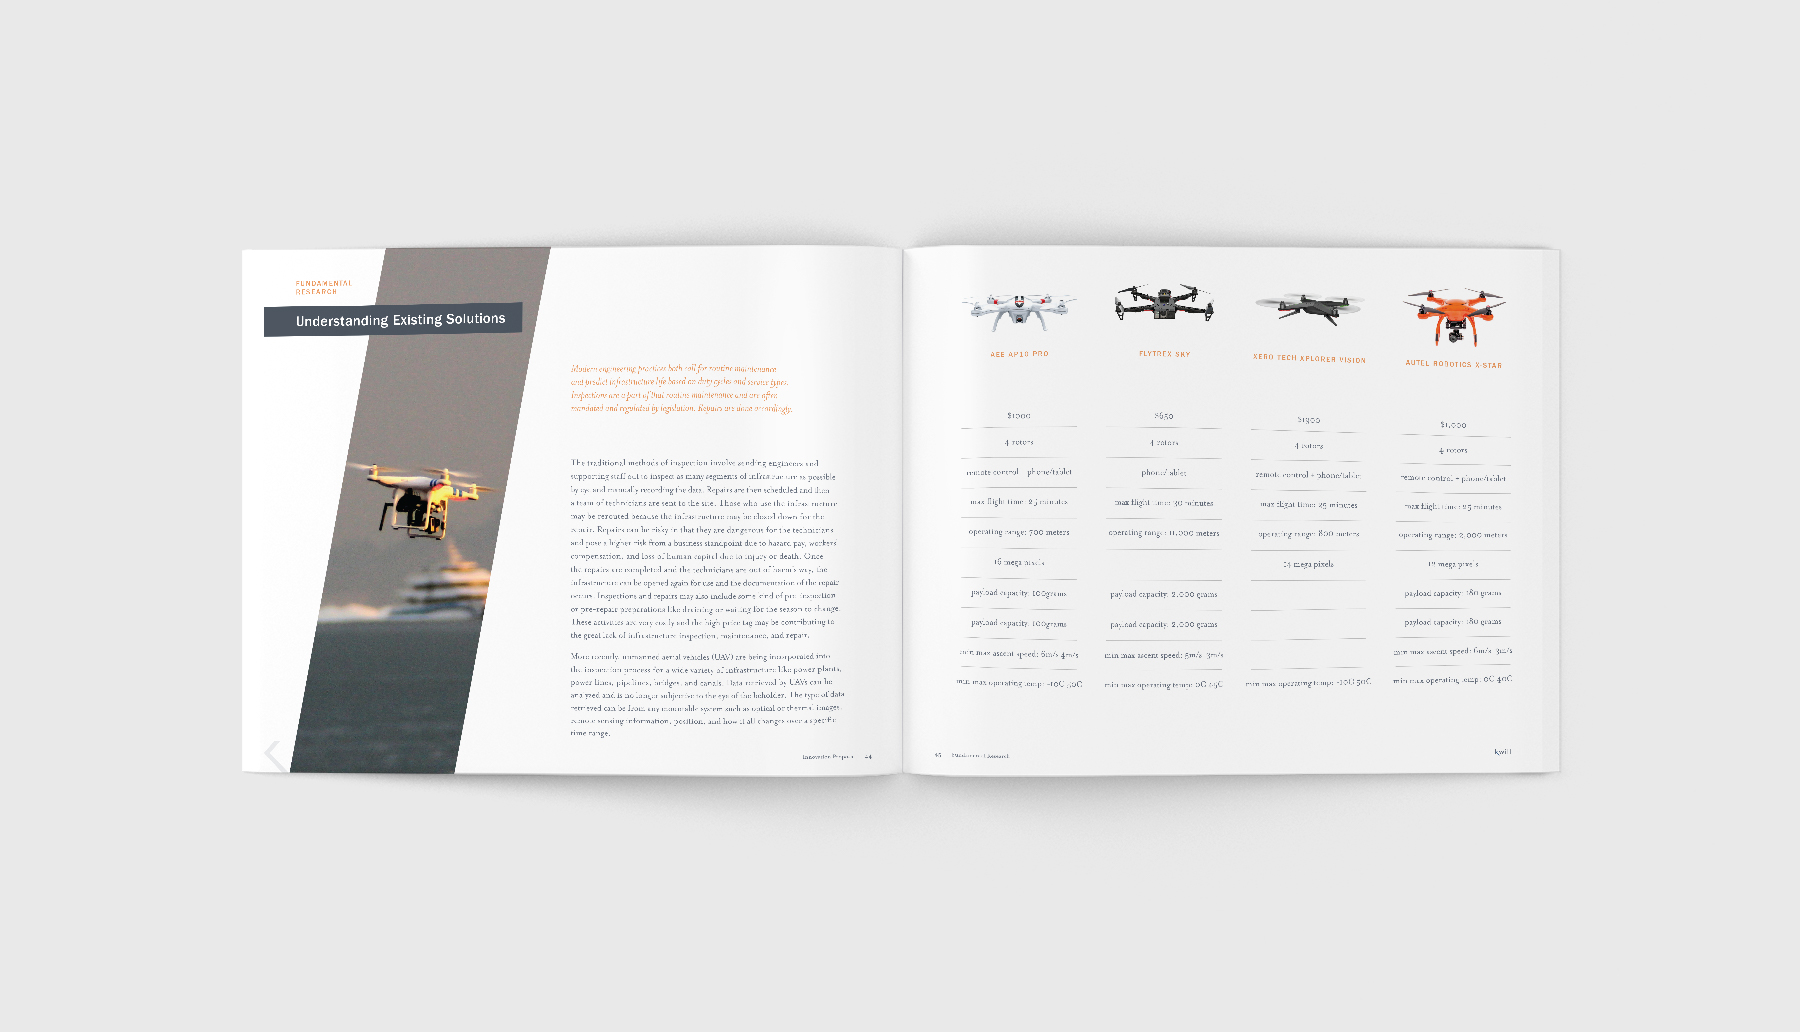 FUNDAMENTAL
RESEARCH
Understanding Existing Solutions
Modern engineering practices both call for routine maintenance
and predict infrastructure life based on duty cycles and service types.
Inspections are a part of that routine maintenance and are often
mandated and regulated by legislation. Repairs are done accordingly.
The traditional methods of inspection involve sending engineers and
supporting staff out to inspect as many segments of infrastructure as possible
by eye and manually recording the data. Repairs are then scheduled and then
a team of technicians are sent to the site. Those who use the infrastructure
may be rerouted because the infrastructure may be closed down for the
repair. Repairs can be risky in that they are dangerous for the technicians
and pose a higher risk from a business standpoint due to hazard pay, workers
compensation, and loss of human capital due to injury or death. Once
the repairs are completed and the technicians are out of harm's way, the
infrastructure can be opened again for use and the documentation of the repair
occurs. Inspections and repairs may also include some kind of pre-inspection
or pre-repair preparations like draining or waiting for the season to change.
These activities are very costly and the high price tag may be contributing to
the great lack of infrastructure inspection, maintenance, and repair.
More recently, unmanned aerial vehicles (UAV) are being incorporated into
the inspection process for a wide variety of infrastructure like power plants,
power lines, pipelines, bridges, and canals. Data retrieved by UAVs can be
analyzed and is no longer subjective to the eye of the beholder. The type of data
retrieved can be from any mountable system such as optical or thermal images,
remote sensing information, position, and how it all changes over a specific
time range.
Innovation Proposal 44
AEE AP10 PRO
$1000
4 rotors
remote control + phone/tablet
max flight time: 25 minutes
operating range: 700 meters
16 mega pixels
payload capacity: 100grams
payload capacity: 100grams
min max ascent speed: 6m/s 4m/s
min max operating temp: -10C 50C
FLYTREX SKY
$650
4 rotors
phone/tablet
max flight time: 30 minutes
operating range: 11,000 meters
payload capacity: 2,000 grams
payload capacity: 2,000 grams
min max ascent speed: 5m/s 3m/s
min max operating temp: 0C 45C
XERO TECH XPLORER VISION
$1900
4 rotors
remote control + phone/tablet
max flight time: 25 minutes
operating range: 800 meters
14 mega pixels
min max operating temp: -10C 50C
AUTEL ROBOTICS X-STAR
$1,000
4 rotors
remote control + phone/tablet
max flight time: 25 minutes
operating range: 2,000 meters
12 mega pixels
payload capacity: 180 grams
payload capacity: 180 grams
min max ascent speed: 6m/s 3m/s
min max operating temp: 0C 40C
45 Fundamental Research